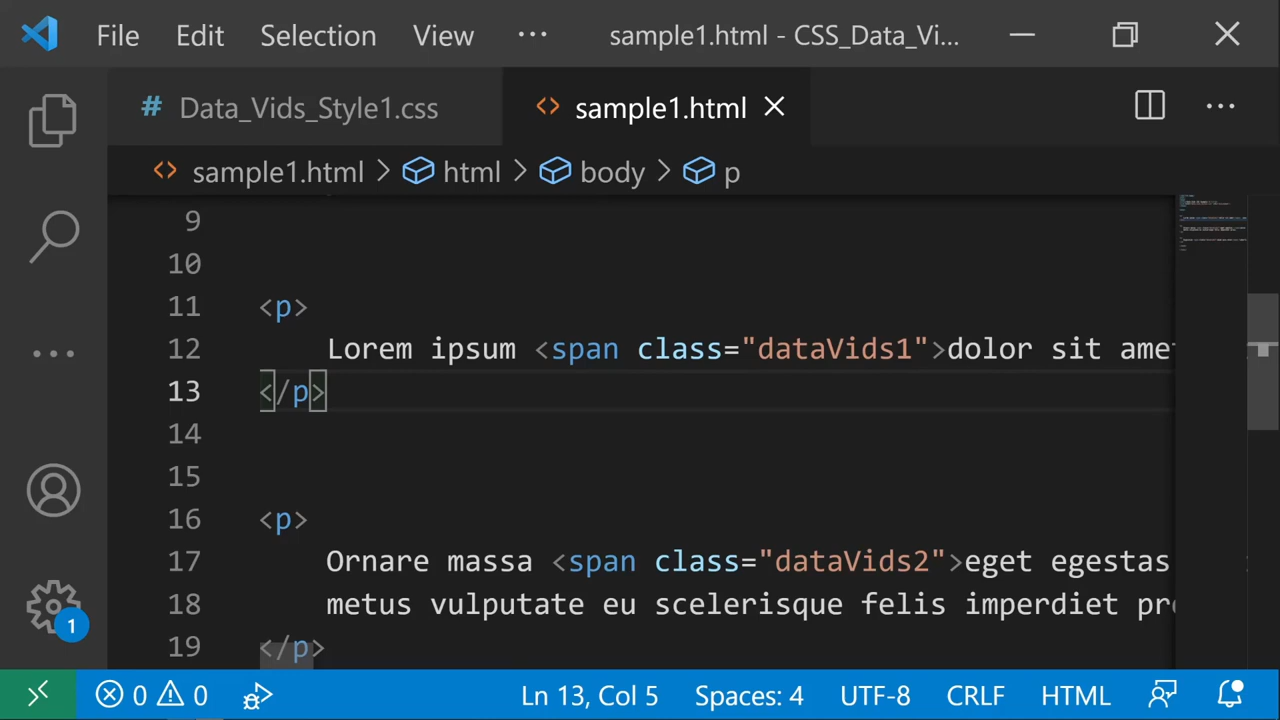 File Edit Selection View ··· sample1.html - CSS_Data_Vi...
# Data_Vids_Style1.css <> sample1.html
<> sample1.html > html > body > p
9
10
11 <p>
12 Lorem ipsum <span class="dataVids1">dolor sit amet
13 </p>
14
15
16 <p>
17 Ornare massa <span class="dataVids2">eget egestas
18 metus vulputate eu scelerisque felis imperdiet
19 </p>
1
0 0 Ln 13, Col 5 Spaces: 4 UTF-8 CRLF HTML